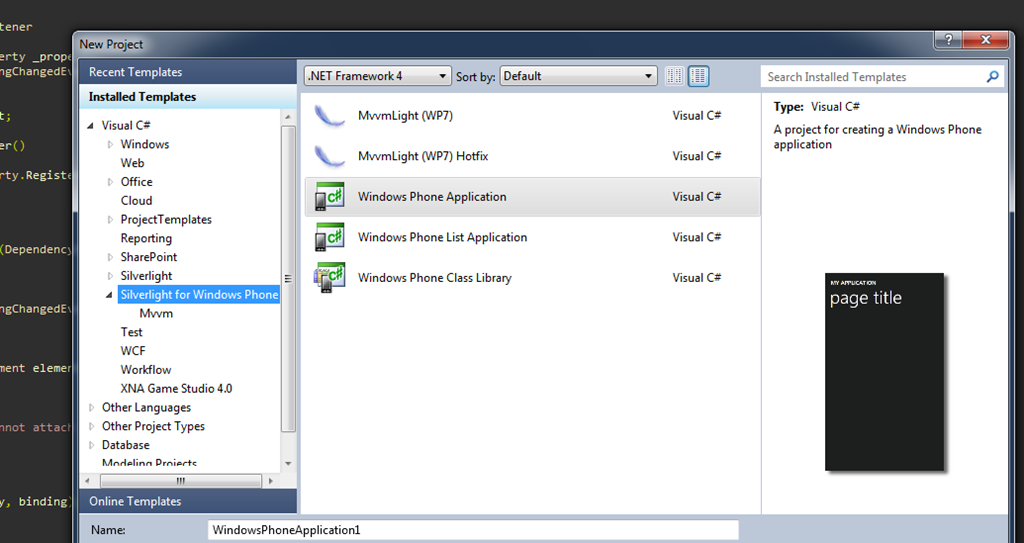 tener
New Project
erty _prope
ngChangedEv
Recent Templates
.NET Framework 4
Sort by: Default
Search Installed Templates
Installed Templates
t;
er()
erty.Registe
(Dependency
ngChangedEv
ment elemen
nnot attach
y, binding)
Visual C#
Windows
Web
Office
Cloud
ProjectTemplates
Reporting
SharePoint
Silverlight
Silverlight for Windows Phone
Mvvm
Test
WCF
Workflow
XNA Game Studio 4.0
Other Languages
Other Project Types
Database
Modeling Projects
Online Templates
MvvmLight (WP7) Visual C#
MvvmLight (WP7) Hotfix Visual C#
Windows Phone Application Visual C#
Windows Phone List Application Visual C#
Windows Phone Class Library Visual C#
Type: Visual C#
A project for creating a Windows Phone
application
MY APPLICATION
page title
Name: WindowsPhoneApplication1